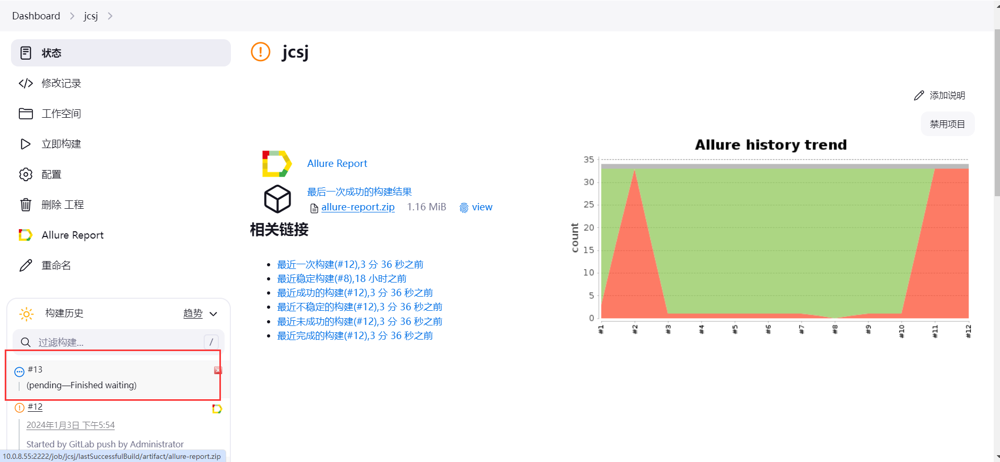 Dashboard
jcsj
状态
修改记录
工作空间
立即构建
配置
删除 工程
Allure Report
重命名
构建历史
趋势
过滤构建...
/
#13
(pending—Finished waiting)
#12
2024年1月3日 下午5:54
Started by GitLab push by Administrator
10.0.8.55:2222/job/jcsj/lastSuccessfulBuild/artifact/allure-report.zip
jcsj
添加说明
禁用项目
Allure Report
最后一次成功的构建结果
allure-report.zip 1.16 MiB view
相关链接
最近一次构建(#12),3 分 36 秒之前
最近稳定构建(#8),18 小时之前
最近成功的构建(#12),3 分 36 秒之前
最近不稳定的构建(#12),3 分 36 秒之前
最近未成功的构建(#12),3 分 36 秒之前
最近完成的构建(#12),3 分 36 秒之前
Allure history trend
count
35
30
25
20
15
10
5
0
#1 #2 #3 #4 #5 #6 #7 #8 #9 #10 #11 #12